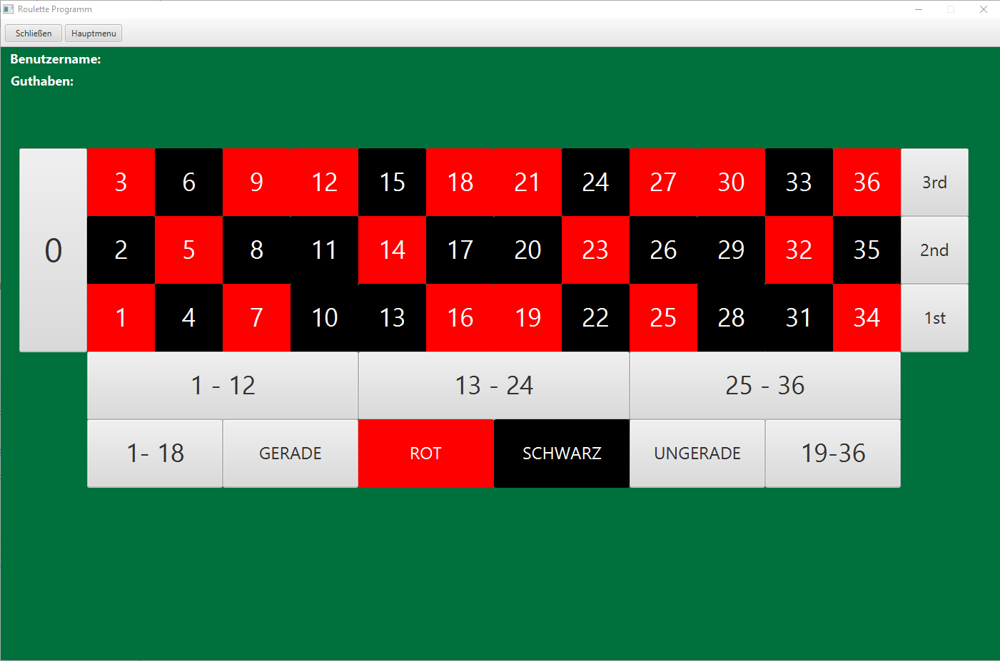 Roulette Programm
Schließen Hauptmenu
Benutzername:
Guthaben:
3 6 9 12 15 18 21 24 27 30 33 36 3rd
0 2 5 8 11 14 17 20 23 26 29 32 35 2nd
1 4 7 10 13 16 19 22 25 28 31 34 1st
1 - 12 13 - 24 25 - 36
1- 18 GERADE ROT SCHWARZ UNGERADE 19-36